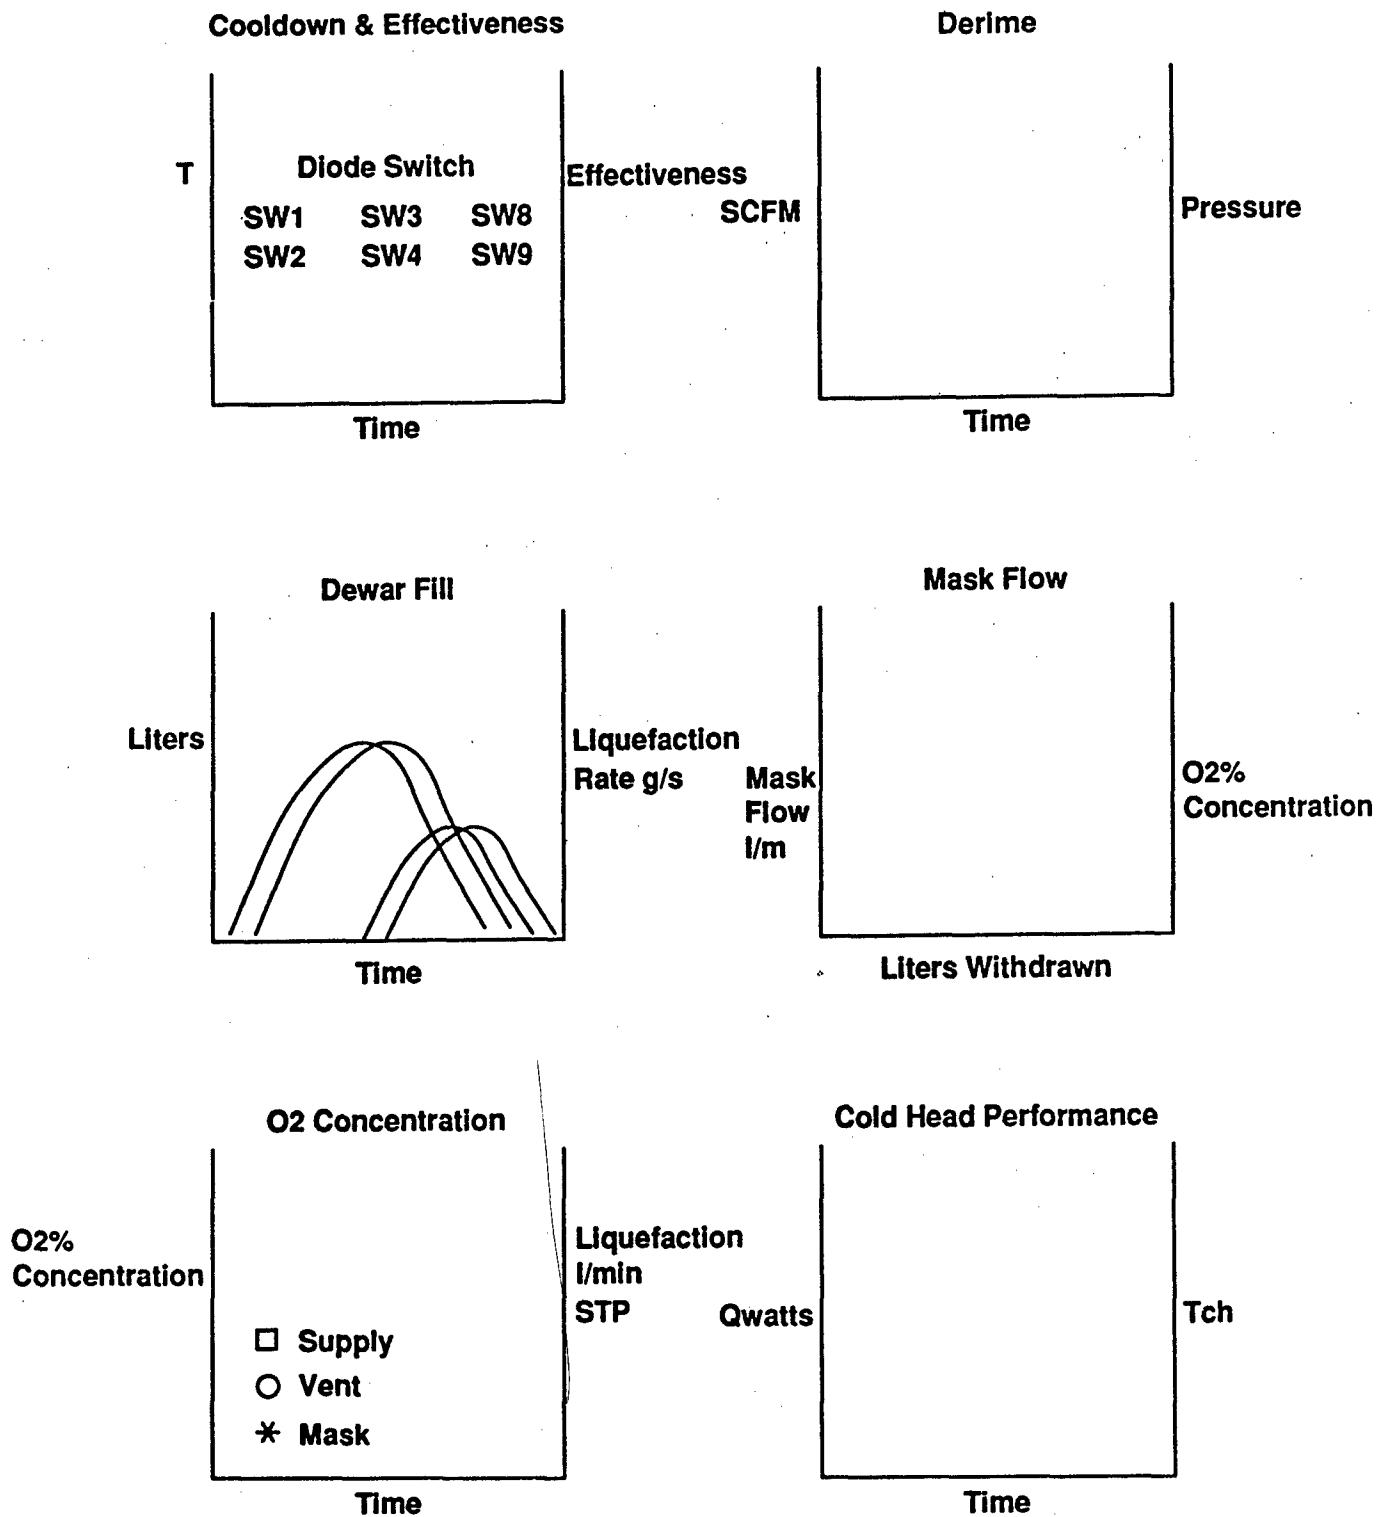 Cooldown & Effectiveness
T
Diode Switch
SW1 SW3 SW8
SW2 SW4 SW9
Effectiveness
Time
Derime
SCFM
Pressure
Time
Dewar Fill
Liters
Liquefaction
Rate g/s
Time
Mask Flow
Mask
Flow
l/m
O2%
Concentration
Liters Withdrawn
O2 Concentration
O2%
Concentration
Supply
Vent
Mask
Liquefaction
l/min
STP
Time
Cold Head Performance
Qwatts
Tch
Time